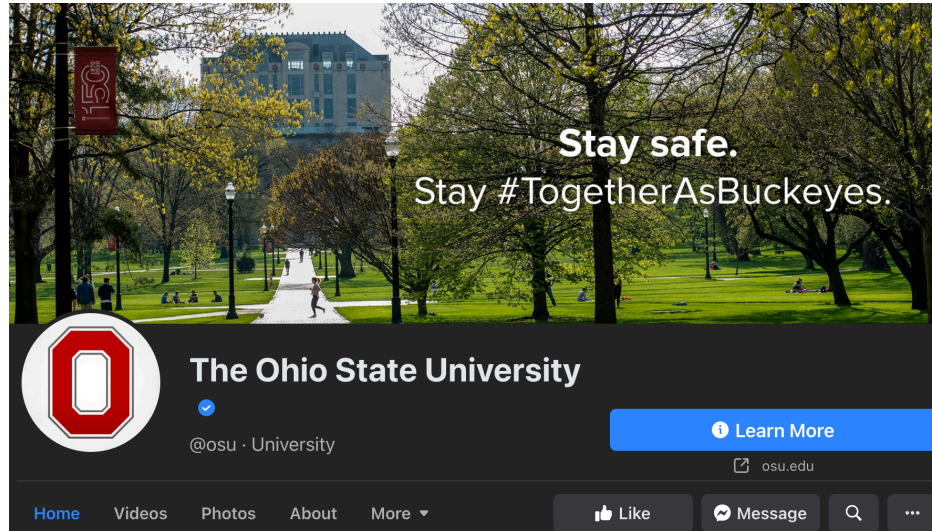 150
Stay safe.
Stay #TogetherAsBuckeyes.
O
The Ohio State University
@osu · University
Learn More
osu.edu
Home Videos Photos About More
Like Message